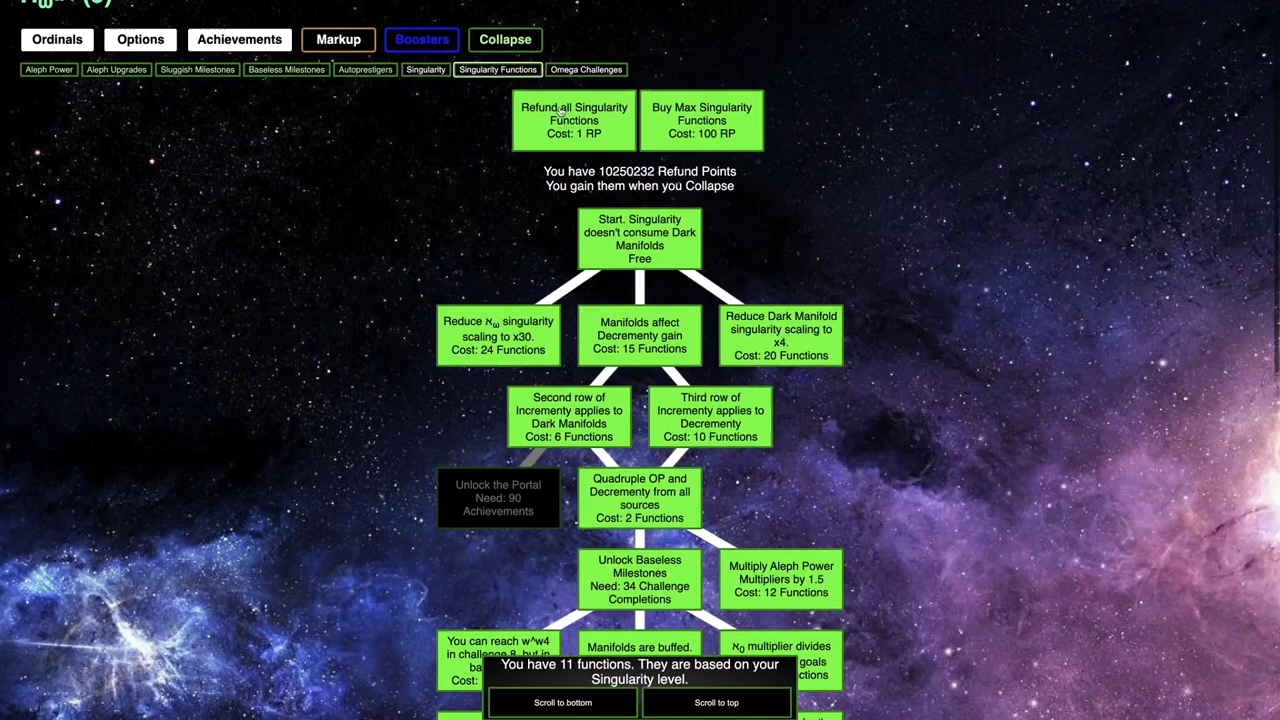 Ordinals
Options
Achievements
Markup
Boosters
Collapse
Aleph Power
Aleph Upgrades
Sluggish Milestones
Baseless Milestones
Autoprestigers
Singularity
Singularity Functions
Omega Challenges
Refund all Singularity
Functions
Cost: 1 RP
Buy Max Singularity
Functions
Cost: 100 RP
You have 10250232 Refund Points
You gain them when you Collapse
Start. Singularity
doesn't consume Dark
Manifolds
Free
Reduce ℵω singularity
scaling to x30.
Cost: 24 Functions
Manifolds affect
Decrementy gain
Cost: 15 Functions
Reduce Dark Manifold
singularity scaling to
x4.
Cost: 20 Functions
Second row of
Incrementy applies to
Dark Manifolds
Cost: 6 Functions
Third row of
Incrementy applies to
Decrementy
Cost: 10 Functions
Unlock the Portal
Need: 90
Achievements
Quadruple OP and
Decrementy from all
sources
Cost: 2 Functions
Unlock Baseless
Milestones
Need: 34 Challenge
Completions
Multiply Aleph Power
Multipliers by 1.5
Cost: 12 Functions
You can reach w^w4
in challenge 8, but in
ba
Cost:
Manifolds are buffed.
ℵ0 multiplier divides
goals
ctions
You have 11 functions. They are based on your
Singularity level.
Scroll to bottom
Scroll to top